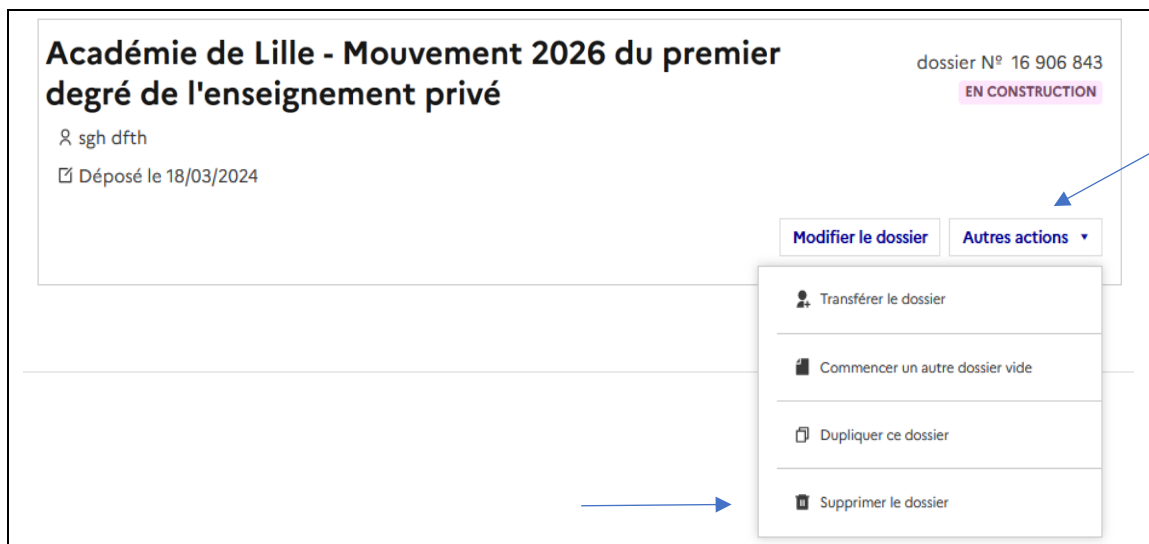 Académie de Lille - Mouvement 2026 du premier
degré de l'enseignement privé
dossier Nº 16 906 843
EN CONSTRUCTION
sgh dfth
Déposé le 18/03/2024
Modifier le dossier
Autres actions
Transférer le dossier
Commencer un autre dossier vide
Dupliquer ce dossier
Supprimer le dossier